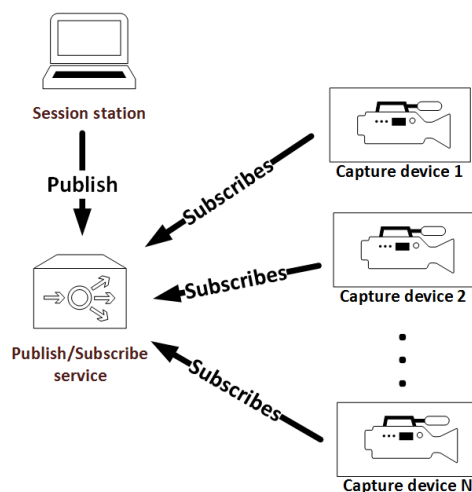 Session station
Publish
Subscribes
Capture device 1
Subscribes
Capture device 2
Publish/Subscribe
service
Subscribes
Capture device N